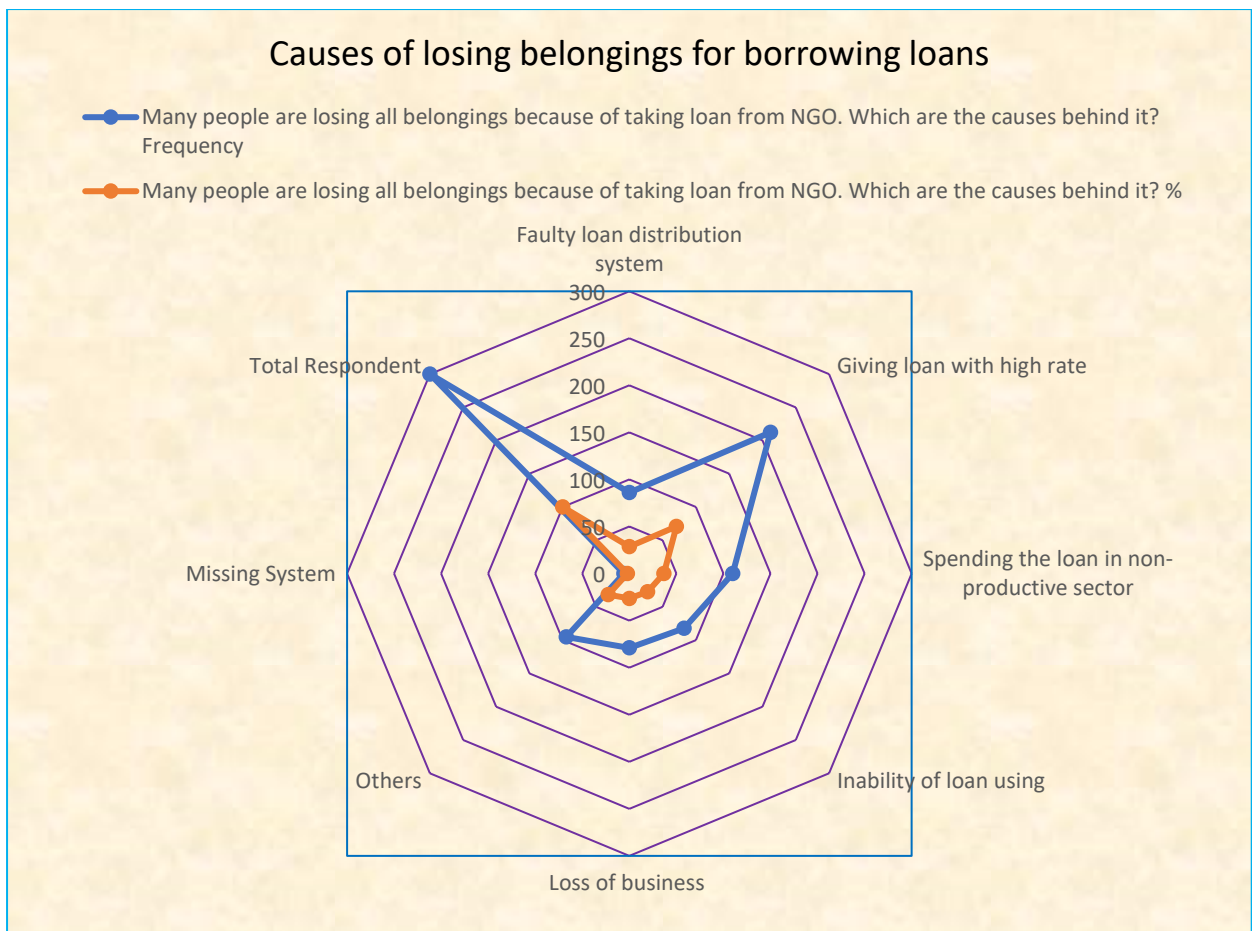 Causes of losing belongings for borrowing loans
Many people are losing all belongings because of taking loan from NGO. Which are the causes behind it?
Frequency
Many people are losing all belongings because of taking loan from NGO. Which are the causes behind it? %
Faulty loan distribution
system
300
250
200
150
100
50
0
Total Respondent
Giving loan with high rate
Missing System
Spending the loan in non-
productive sector
Others
Inability of loan using
Loss of business